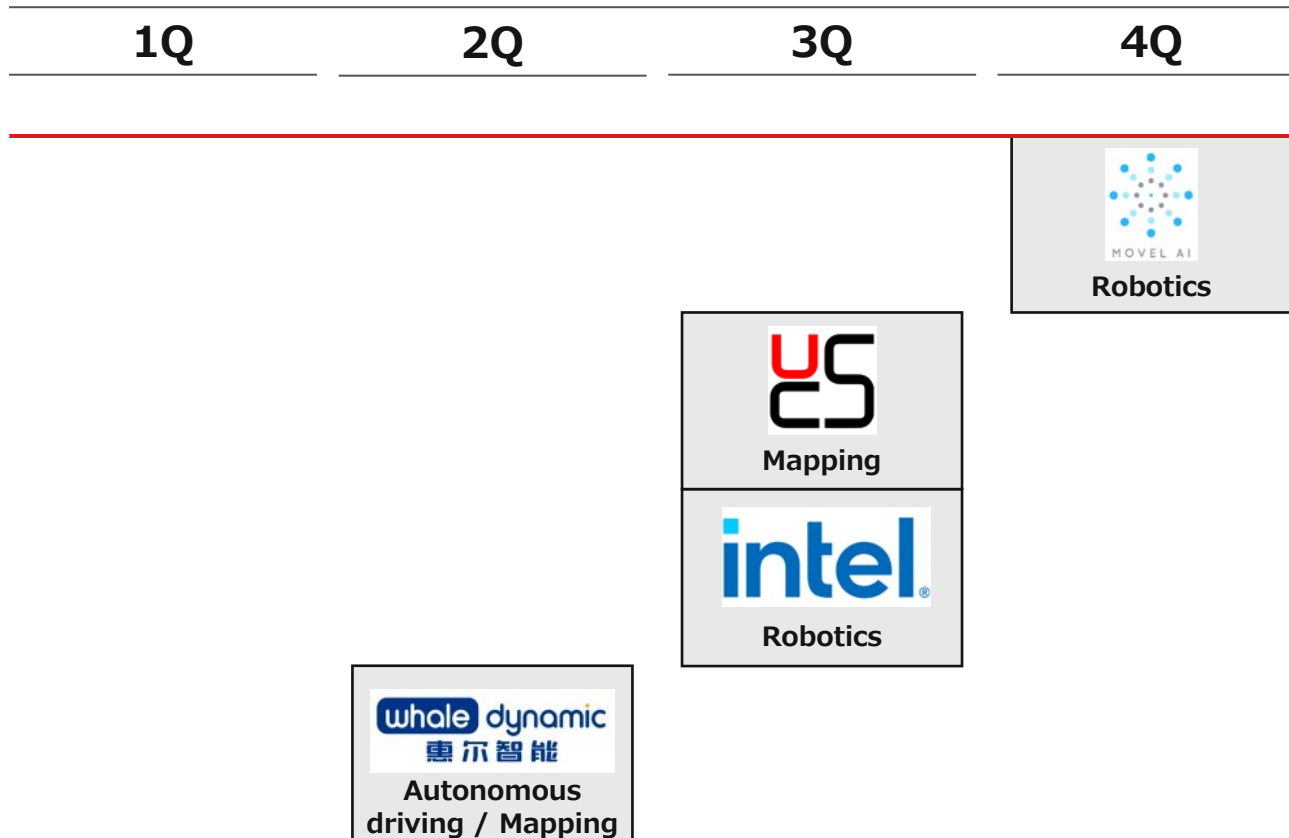 1Q 2Q 3Q 4Q
MOVEL AI
Robotics
UCS
Mapping
intel®
Robotics
whale dynamic
惠尔智能
Autonomous
driving / Mapping